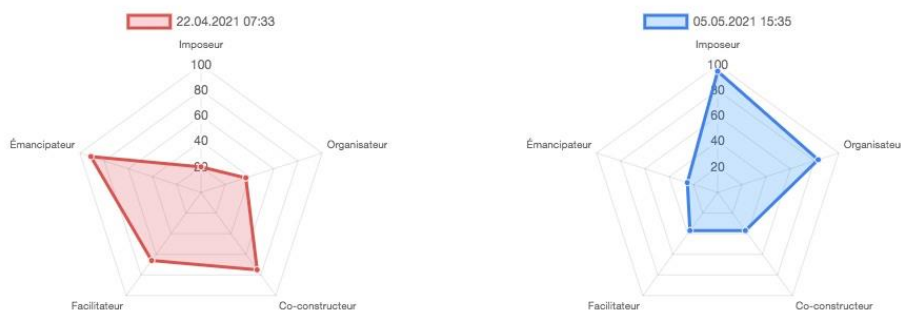 22.04.2021 07:33
Imposeur
100
80
60
40
20
Émancipateur
Organisateur
Facilitateur
Co-constructeur
05.05.2021 15:35
Imposeur
100
80
60
40
20
Émancipateur
Organisateu
Facilitateur
Co-constructeur